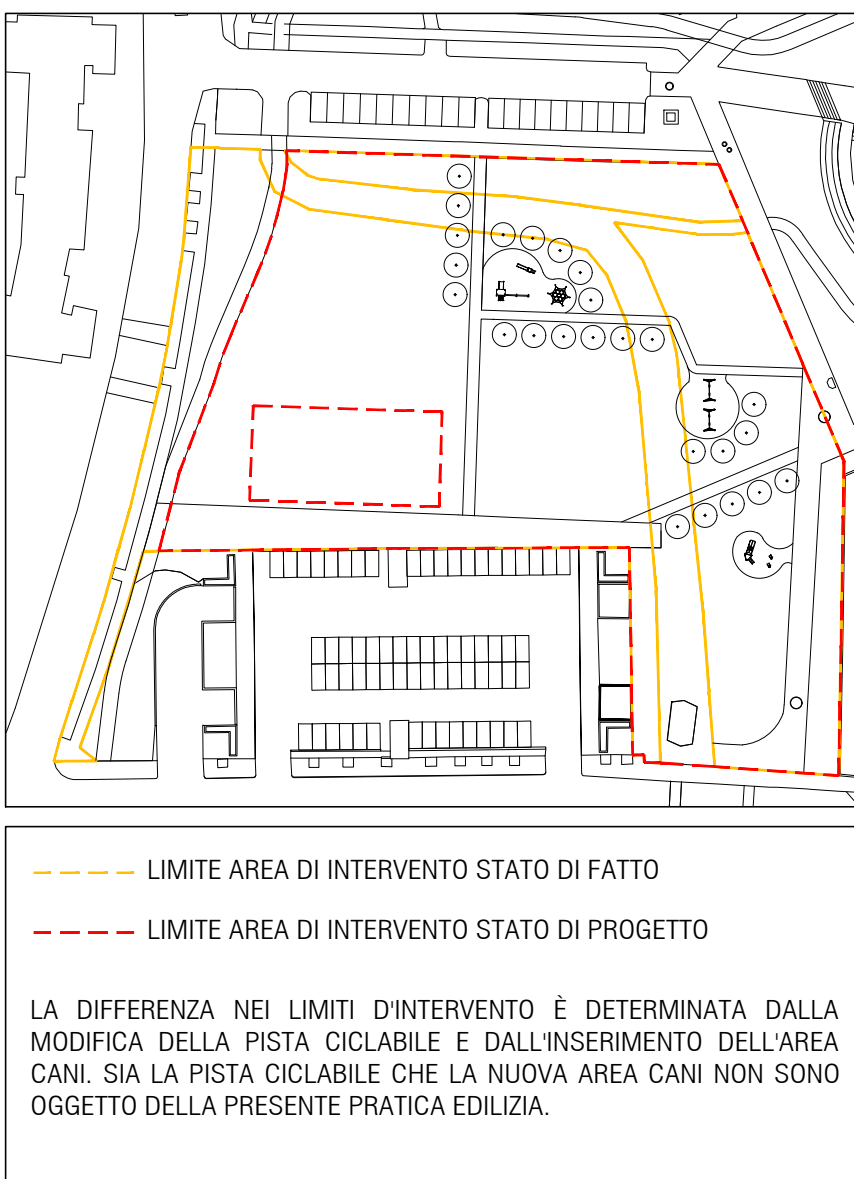 LIMITE AREA DI INTERVENTO STATO DI FATTO
LIMITE AREA DI INTERVENTO STATO DI PROGETTO
LA DIFFERENZA NEI LIMITI D'INTERVENTO È DETERMINATA DALLA
MODIFICA DELLA PISTA CICLABILE E DALL'INSERIMENTO DELL'AREA
CANI. SIA LA PISTA CICLABILE CHE LA NUOVA AREA CANI NON SONO
OGGETTO DELLA PRESENTE PRATICA EDILIZIA.